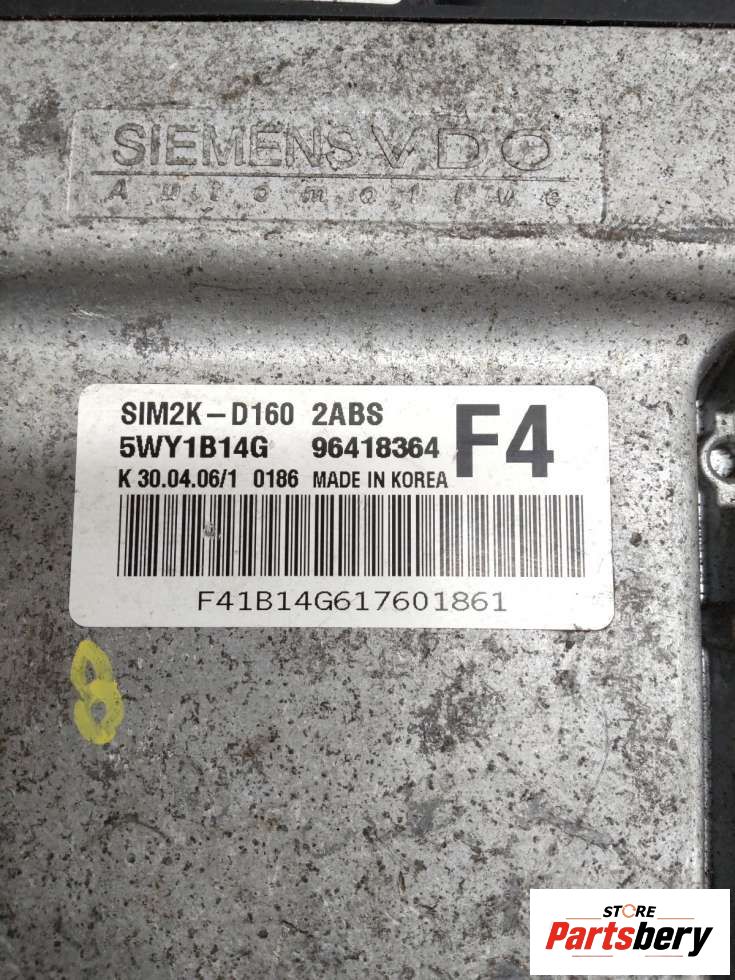 SIEMENS VDO
Automotive
SIM2K-D160 2ABS
5WY1B14G 96418364 F4
K 30.04.06/1 0186 MADE IN KOREA
F41B14G617601861
8
STORE
Partsbery